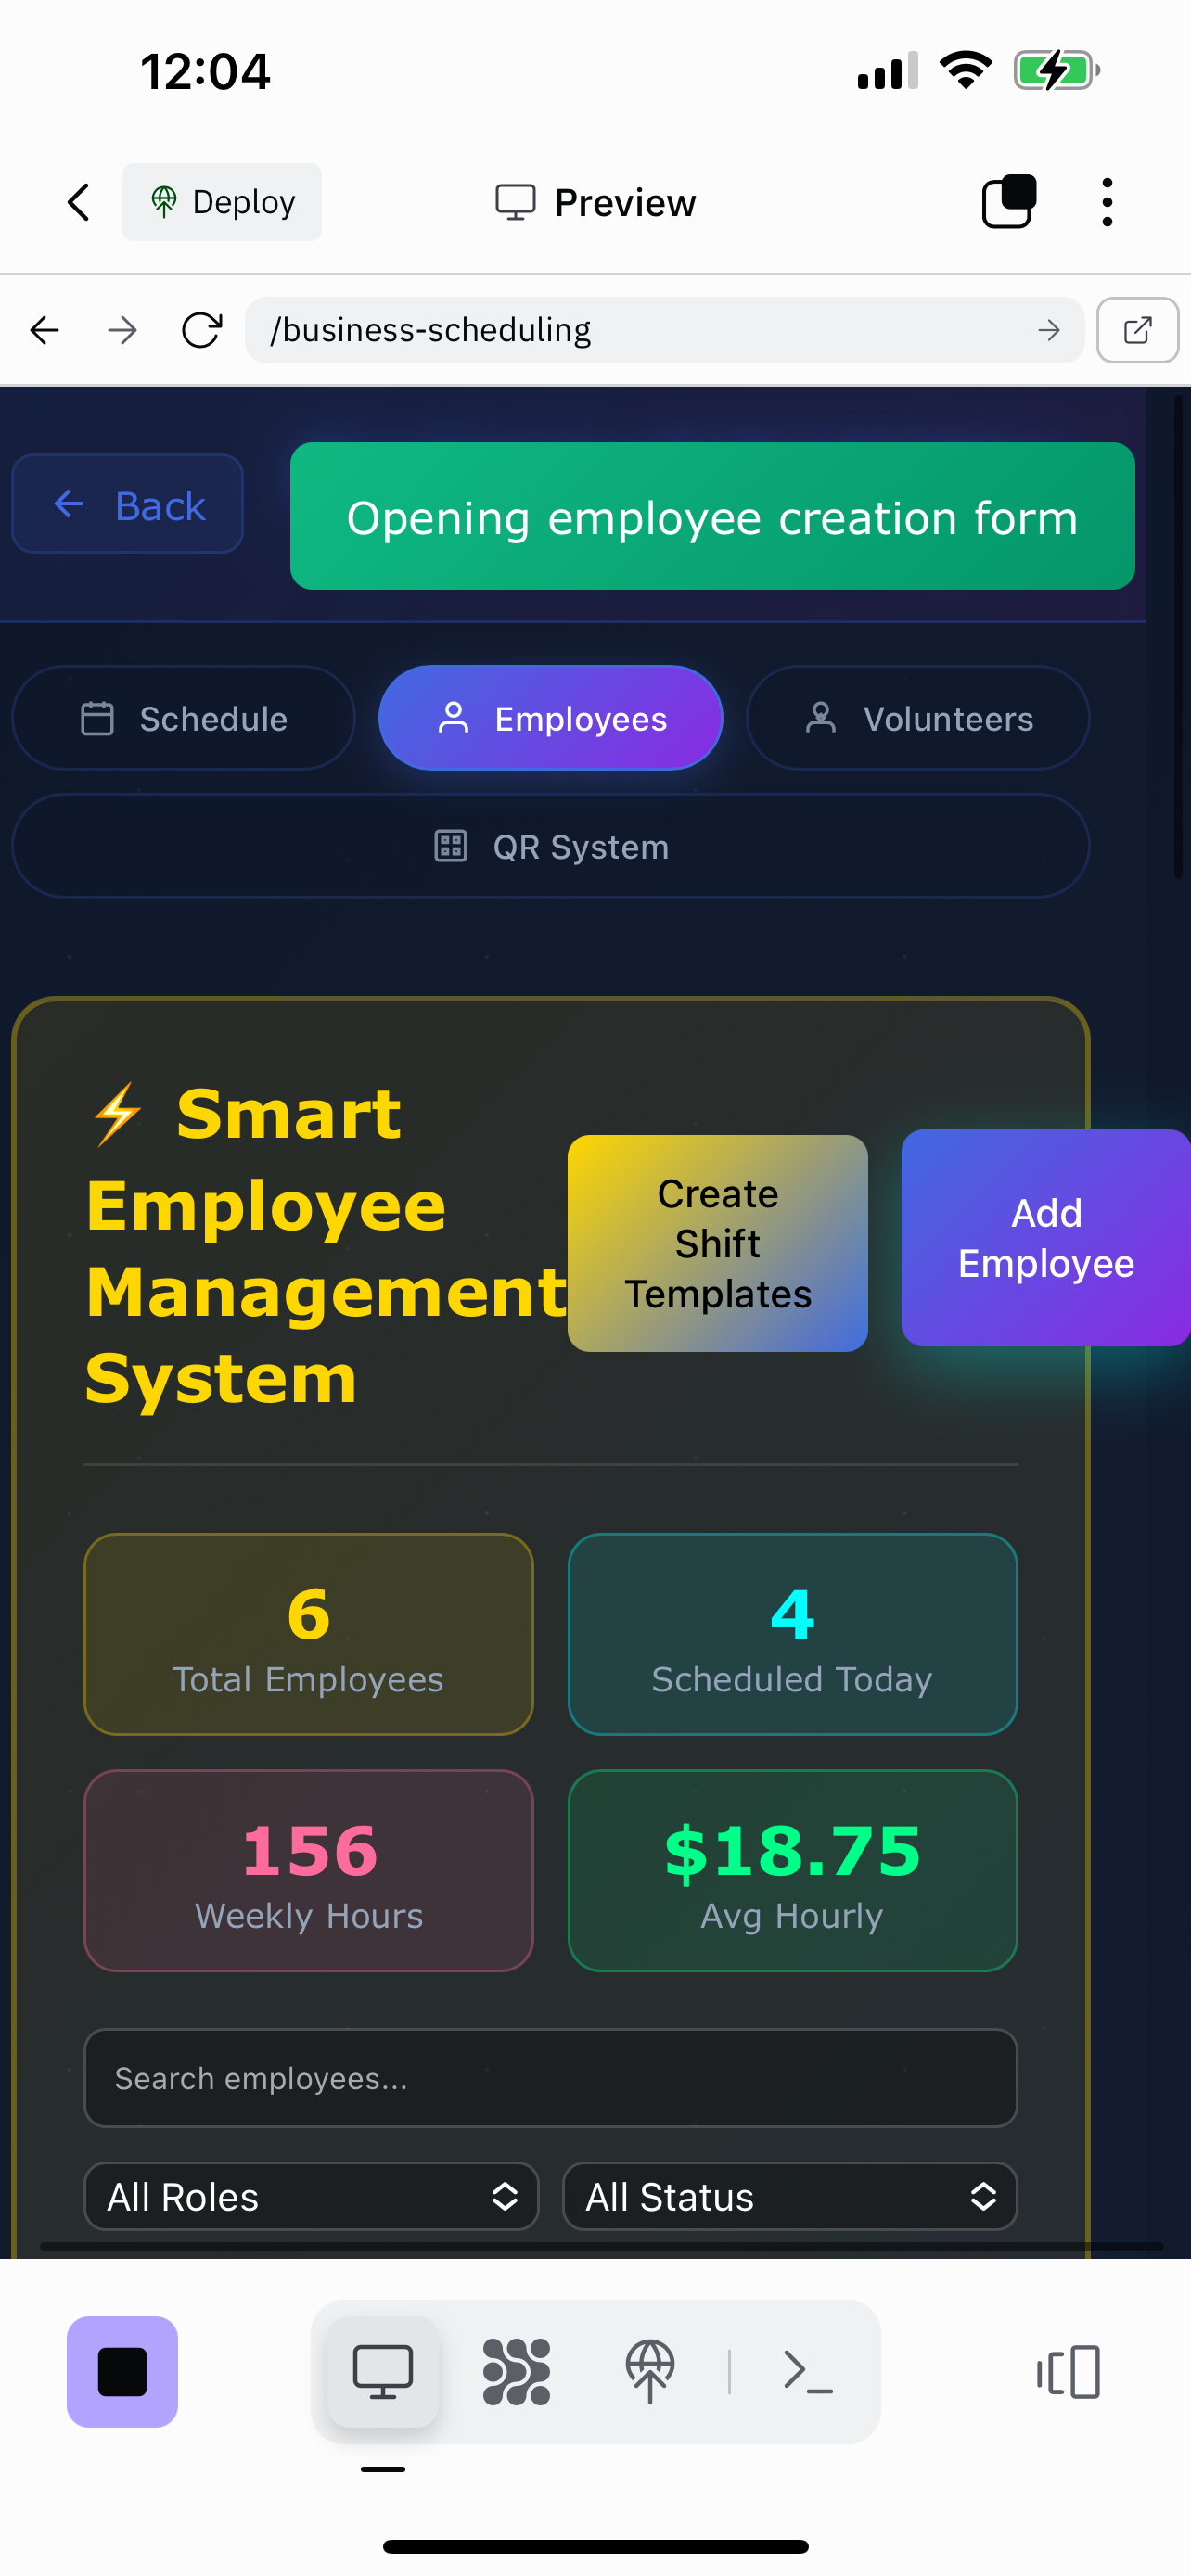 12:04
Deploy
Preview
/business-scheduling
Back
Opening employee creation form
Schedule
Employees
Volunteers
QR System
⚡ Smart
Employee
Management
System
Create
Shift
Templates
Add
Employee
6
Total Employees
4
Scheduled Today
156
Weekly Hours
$18.75
Avg Hourly
Search employees...
All Roles
All Status